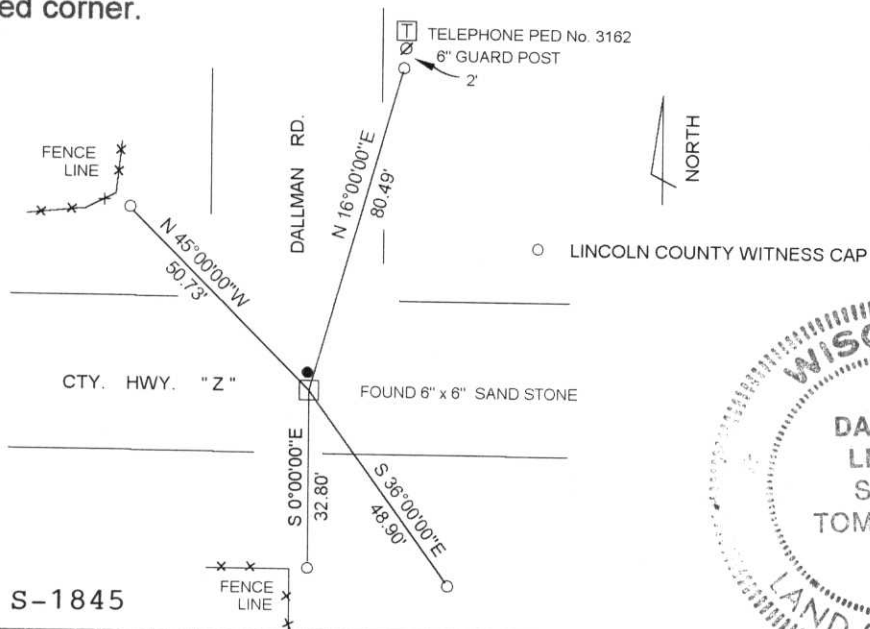 ed corner.
T TELEPHONE PED No. 3162
6" GUARD POST
2'
FENCE
LINE
DALLMAN RD.
N 16°00'00"E
80.49'
NORTH
N 45°00'00"W
50.73'
LINCOLN COUNTY WITNESS CAP
CTY. HWY. "Z"
FOUND 6" x 6" SAND STONE
S 0°00'00"E
32.80'
S 36°00'00"E
48.90'
FENCE
LINE
S-1845
WISC
DA
LE
S
TOM
LAND